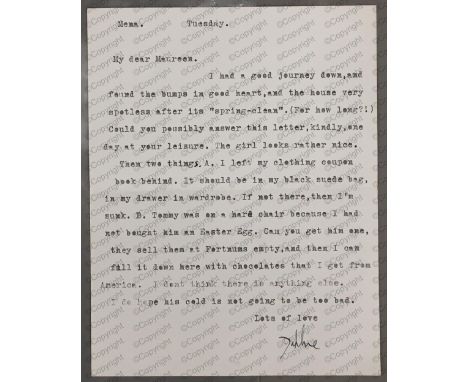 Mena. Tuesday.
My dear Maureen.
I had a good journey down,and
found the bumps in good heart,and the house very
spotless after its "spring-clean".(For how long?!)
Could you possibly answer this letter,kindly,one
day at your leisure. The girl looks rather nice.
Then two things, A. I left my clothing coupon
book behind. It should be in my black suede bag,
in my drawer in wardrobe. If not there,then I'm
sunk. B. Tommy was on a hard chair because I had
not bought him an Easter Egg. Can you get him one,
they sell them at Fortnums empty,and then I can
fill it down here with chocolates that I get from
America. I dont think there is anything else.
I do hope his cold is not going to be too bad.
Lots of love